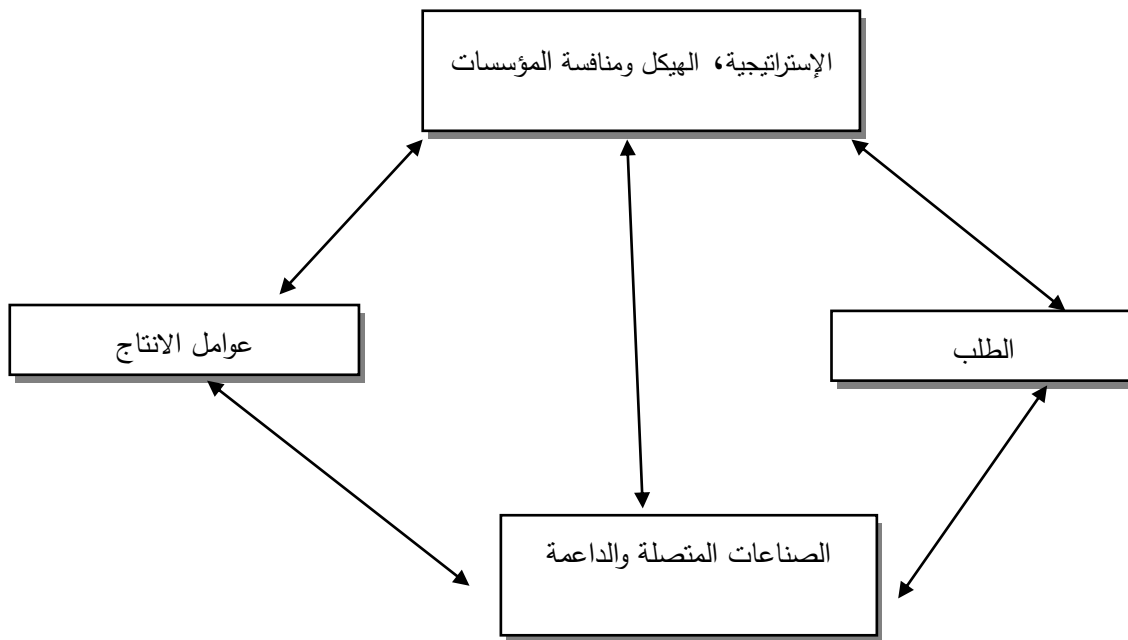 الإستراتيجية، الهيكل ومنافسة المؤسسات
عوامل الانتاج
الطلب
الصناعات المتصلة والداعمة